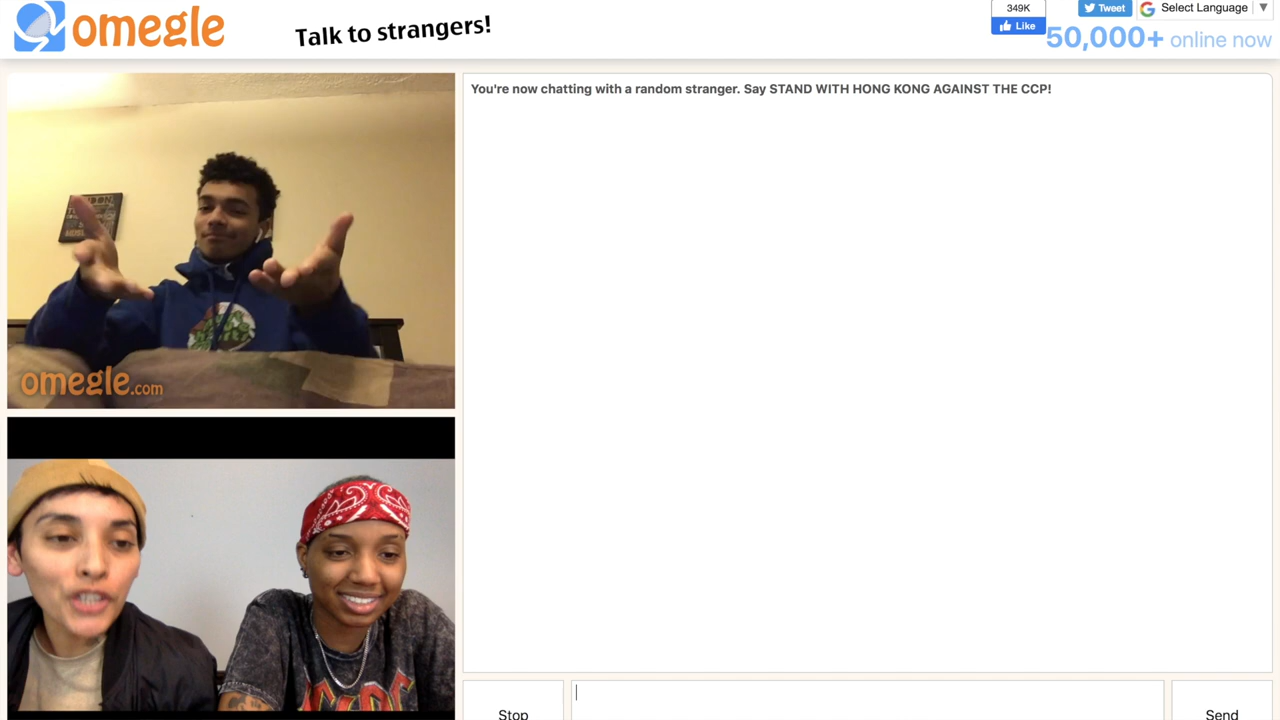 omegle
Talk to strangers!
349K
Like
Tweet
Select Language
50,000+ online now
You're now chatting with a random stranger. Say STAND WITH HONG KONG AGAINST THE CCP!
omegle.com
Stop
Send